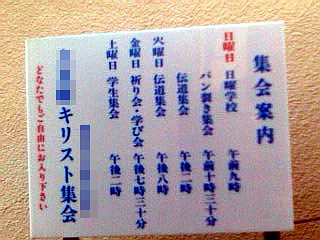 集会案内
日曜日 日曜学校 午前九時
パン裂き集会 午前十時三十分
伝道集会 午後二時
火曜日 伝道集会 午後八時
金曜日 祈り会・学び会 午後七時三十分
土曜日 学生集会 午後二時
キリスト集会
どなたでもご自由にお入り下さい